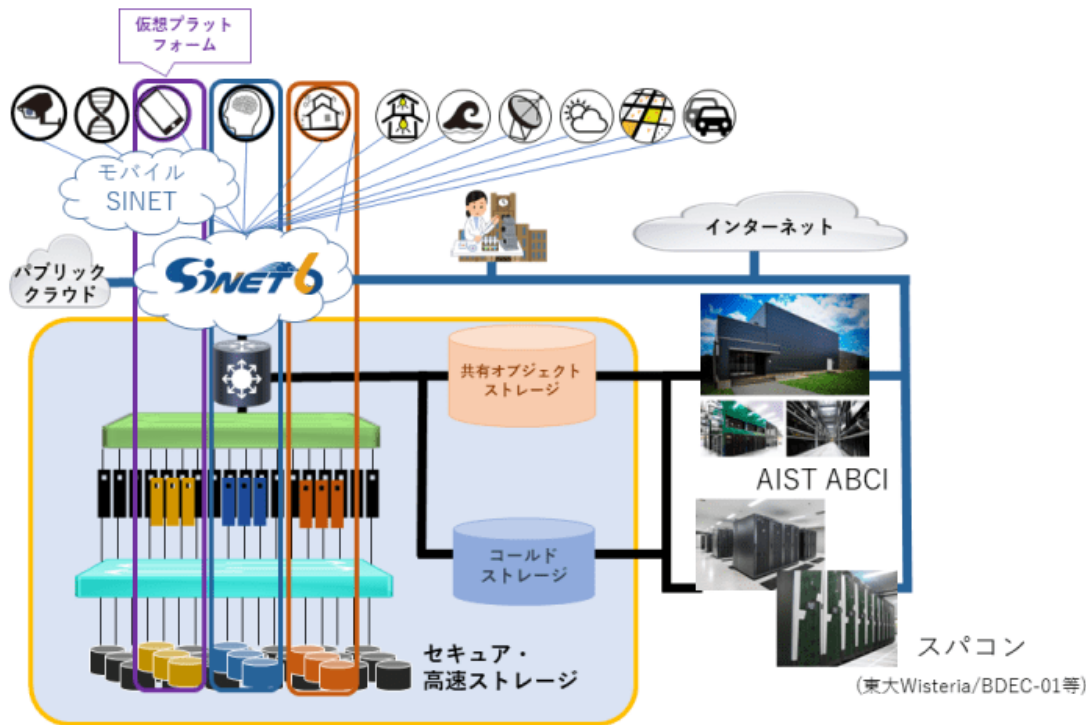 仮想プラット
フォーム
モバイル
SINET
パブリック
クラウド
SiNET6
インターネット
共有オブジェクト
ストレージ
AIST ABCI
コールド
ストレージ
セキュア・
高速ストレージ
スパコン
(東大Wisteria/BDEC-01等)